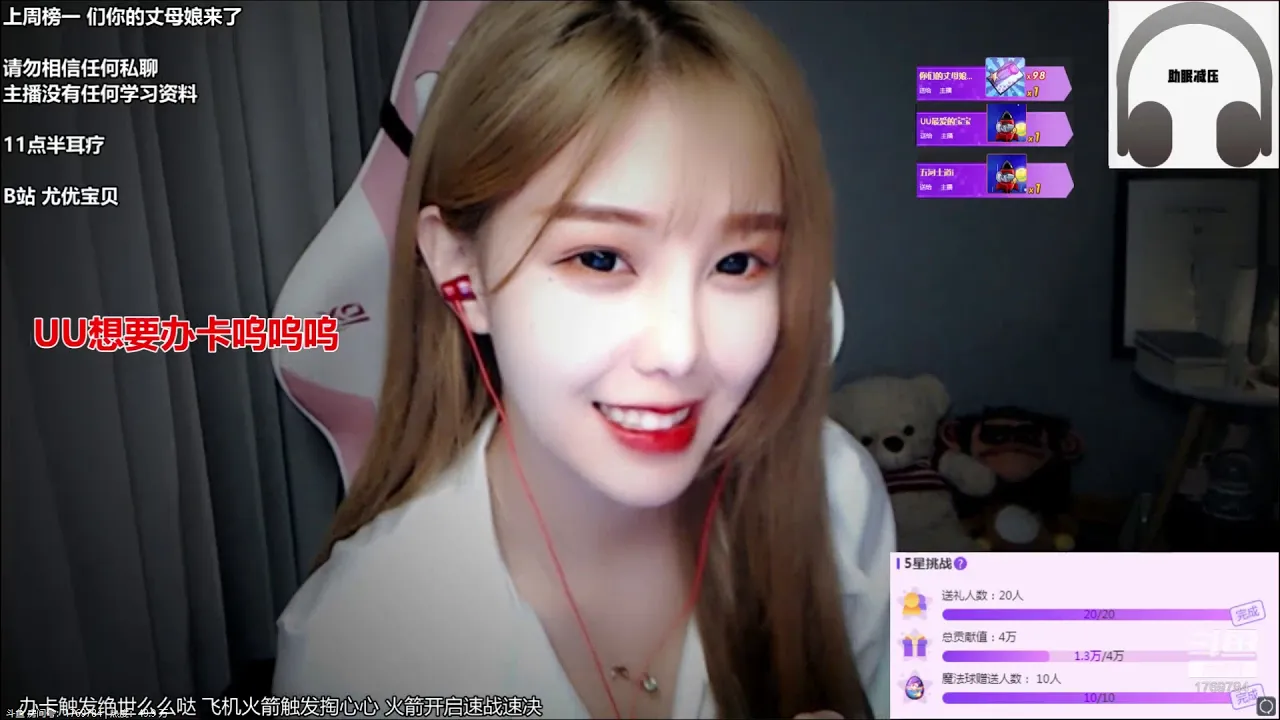 上周榜一 们你的丈母娘来了
请勿相信任何私聊
主播没有任何学习资料
11点半耳疗
B站 尤优宝贝
UU想要办卡呜呜呜
你们的丈母娘...
送给 主播
x98
x1
UU最爱的宝宝
送给 主播
x1
五河士道i
送给 主播
x1
助眠减压
5星挑战?
送礼人数：20人
20/20
完成
总贡献值：4万
1.3万/4万
魔法球赠送人数： 10人
10/10
完成
斗鱼
1769784
办卡触发绝世么么哒 飞机火箭触发掏心心 火箭开启速战速决